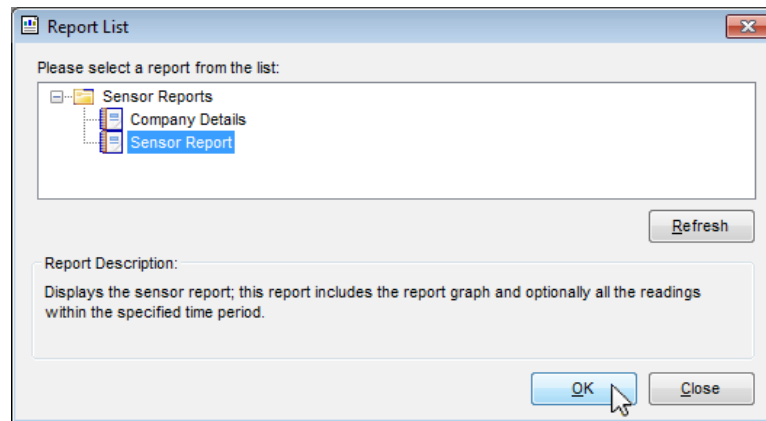 Report List
Please select a report from the list:
Sensor Reports
Company Details
Sensor Report
Refresh
Report Description:
Displays the sensor report; this report includes the report graph and optionally all the readings
within the specified time period.
OK Close